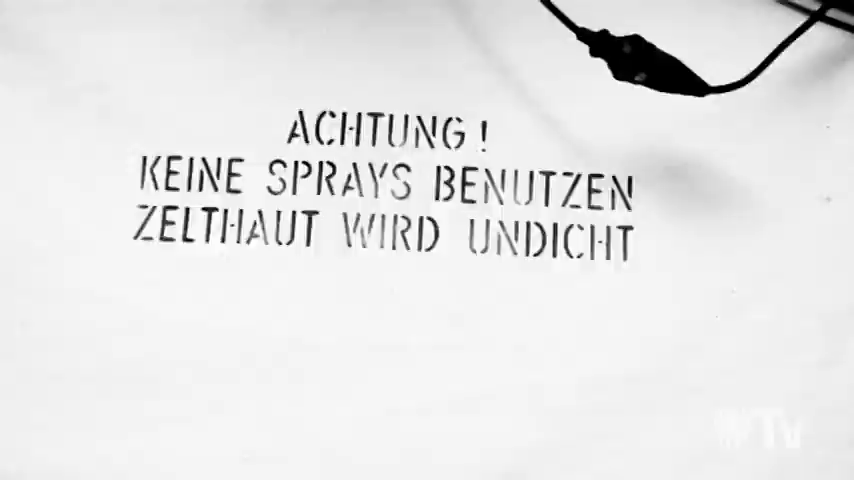 ACHTUNG!
KEINE SPRAYS BENUTZEN
ZELTHAUT WIRD UNDICHT